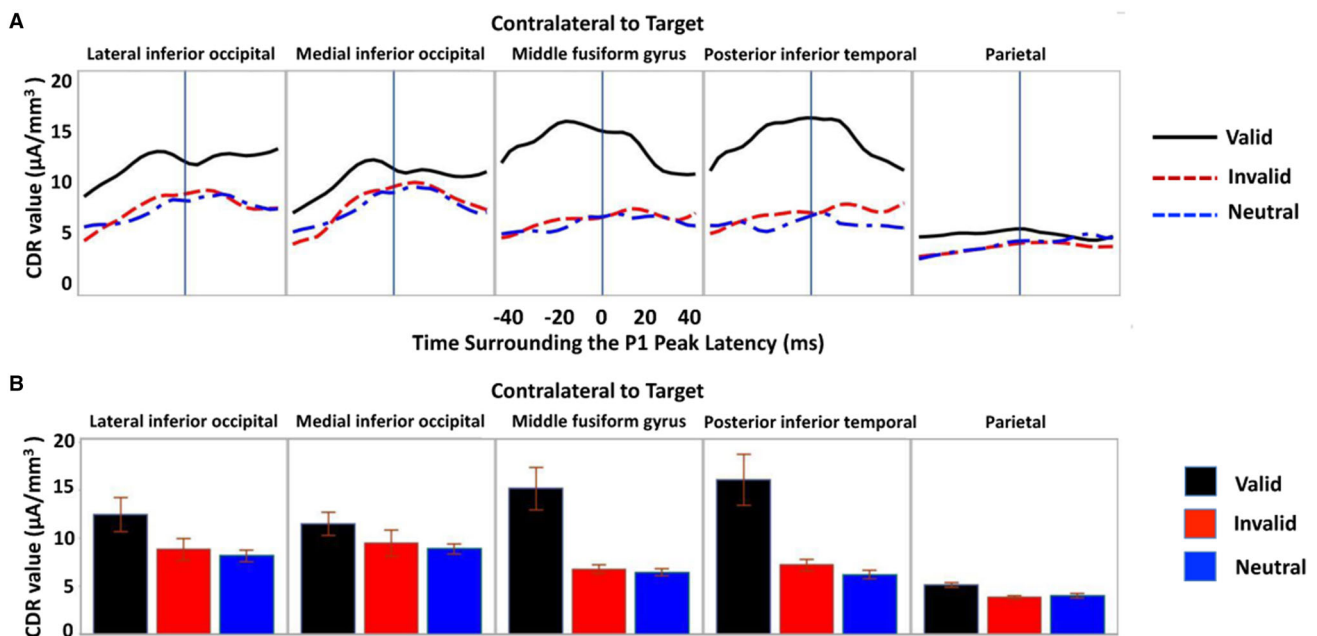 A
Contralateral to Target
Lateral inferior occipital Medial inferior occipital Middle fusiform gyrus Posterior inferior temporal Parietal
CDR value (µA/mm³ )
20
15
10
5
0
Valid
Invalid
Neutral
-40 -20 0 20 40
Time Surrounding the P1 Peak Latency (ms)
B
Contralateral to Target
Lateral inferior occipital Medial inferior occipital Middle fusiform gyrus Posterior inferior temporal Parietal
CDR value (µA/mm³ )
20
15
10
5
0
Valid
Invalid
Neutral